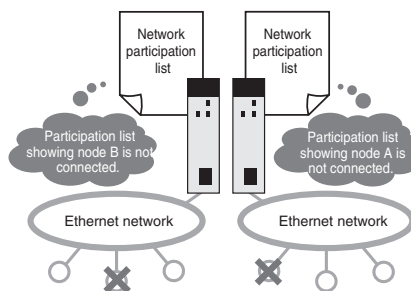 Network
participation
list
Network
participation
list
Participation list
showing node B is not
connected.
Participation list
showing node A is
not connected.
Ethernet network
Ethernet network